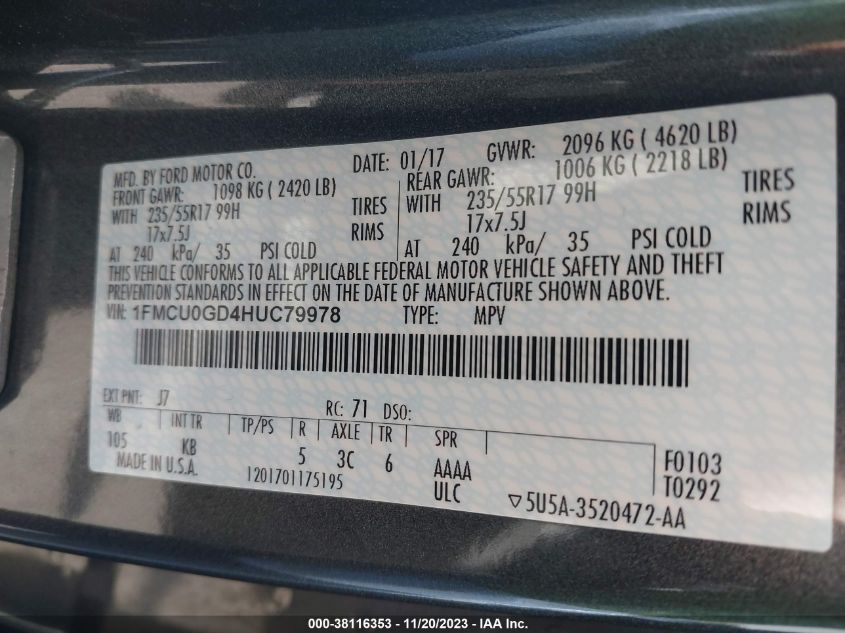 MFD. BY FORD MOTOR CO. DATE: 01/17 GVWR: 2096 KG ( 4620 LB)
FRONT GAWR: 1098 KG ( 2420 LB) REAR GAWR: 1006 KG ( 2218 LB)
WITH 235/55R17 99H TIRES WITH 235/55R17 99H TIRES
17x7.5J RIMS 17x7.5J RIMS
AT 240 kPa/ 35 PSI COLD AT 240 kPa/ 35 PSI COLD
THIS VEHICLE CONFORMS TO ALL APPLICABLE FEDERAL MOTOR VEHICLE SAFETY AND THEFT
PREVENTION STANDARDS IN EFFECT ON THE DATE OF MANUFACTURE SHOWN ABOVE.
VIN: 1FMCU0GD4HUC79978 TYPE: MPV
EXT PNT: J7 RC: 71 DSO:
WB INT TR TP/PS R AXLE TR SPR
105 KB 5 3C 6 AAAA F0103
MADE IN U.S.A. 1201701175195 ULC T0292
▽5U5A-3520472-AA
000-38116353 - 11/20/2023 - IAA Inc.